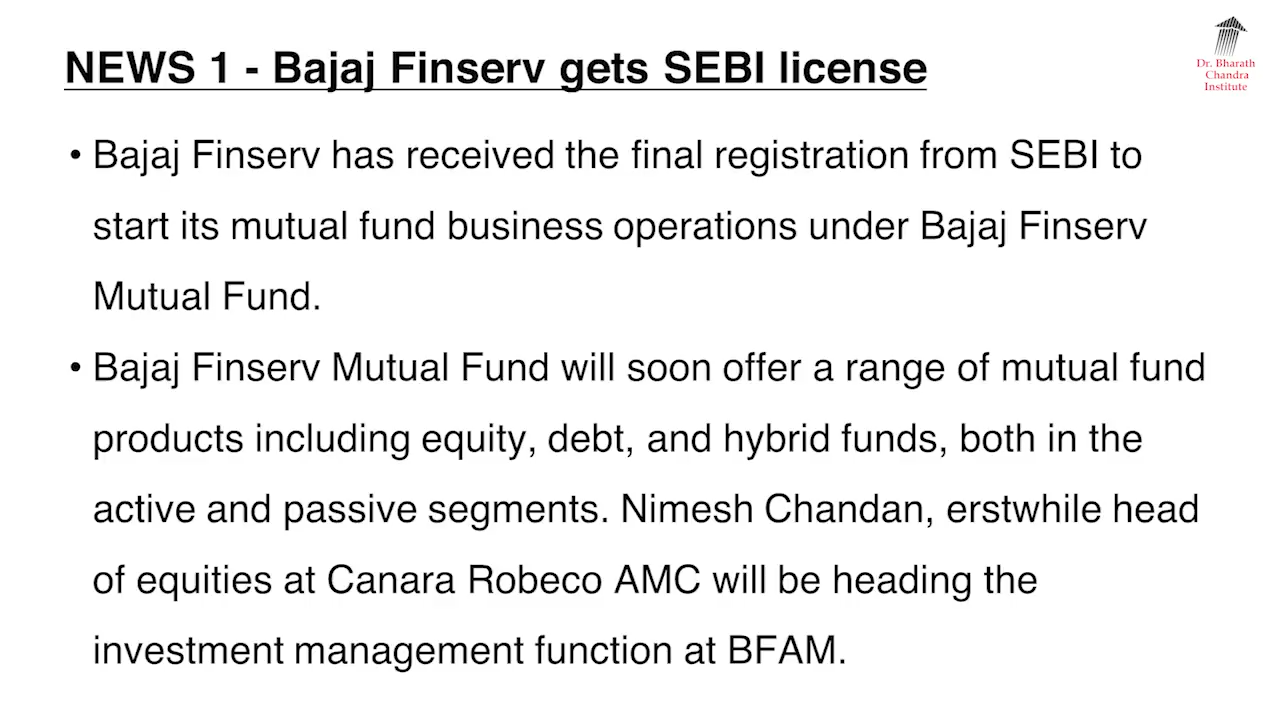 NEWS 1 - Bajaj Finserv gets SEBI license
Dr. Bharath
Chandra
Institute
• Bajaj Finserv has received the final registration from SEBI to
start its mutual fund business operations under Bajaj Finserv
Mutual Fund.
• Bajaj Finserv Mutual Fund will soon offer a range of mutual fund
products including equity, debt, and hybrid funds, both in the
active and passive segments. Nimesh Chandan, erstwhile head
of equities at Canara Robeco AMC will be heading the
investment management function at BFAM.